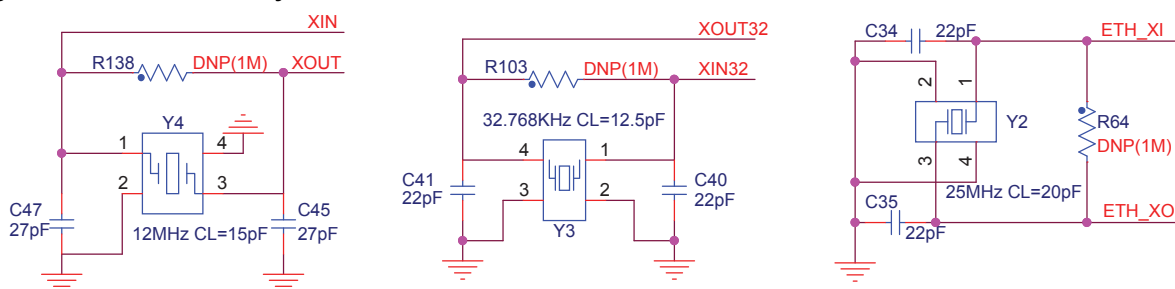 XIN
R138 DNP(1M) XOUT
Y4
1 4
2 3
C47
27pF
12MHz CL=15pF
C45
27pF
XOUT32
R103 DNP(1M) XIN32
32.768KHz CL=12.5pF
4 1
3 2
C41
22pF
Y3
C40
22pF
C34 22pF ETH_XI
2 1
Y2
R64
DNP(1M)
3 4
25MHz CL=20pF
C35
22pF
ETH_XO